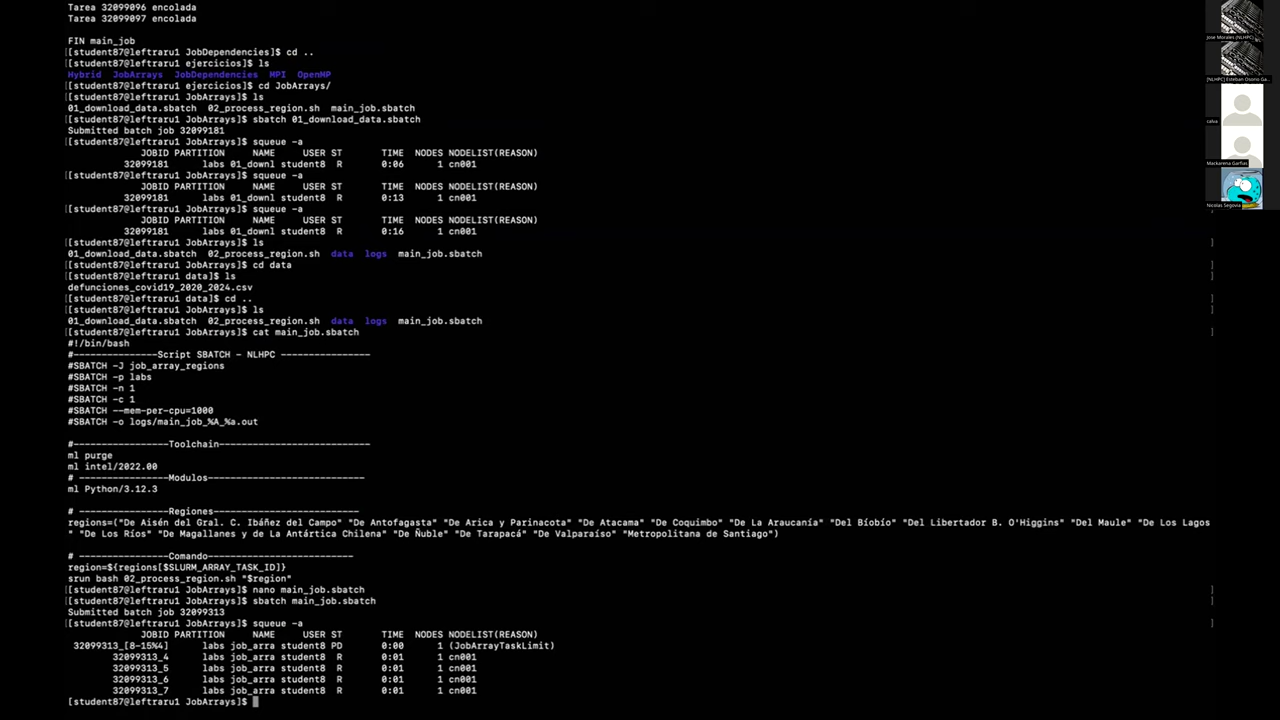 Tarea 32099096 encolada
Tarea 32099097 encolada
FIN main_job
[[student87@leftraru1 JobDependencies]$ cd ..
[[student87@leftraru1 ejercicios]$ ls
Hybrid  JobArrays  JobDependencies  MPI  OpenMP
[[student87@leftraru1 ejercicios]$ cd JobArrays/
[[student87@leftraru1 JobArrays]$ ls
01_download_data.sbatch  02_process_region.sh  main_job.sbatch
[[student87@leftraru1 JobArrays]$ sbatch 01_download_data.sbatch
Submitted batch job 32099181
[[student87@leftraru1 JobArrays]$ squeue -a
JOBID PARTITION     NAME     USER ST       TIME  NODES NODELIST(REASON)
32099181      labs 01_downl student8  R       0:06      1 cn001
[[student87@leftraru1 JobArrays]$ squeue -a
JOBID PARTITION     NAME     USER ST       TIME  NODES NODELIST(REASON)
32099181      labs 01_downl student8  R       0:13      1 cn001
[[student87@leftraru1 JobArrays]$ squeue -a
JOBID PARTITION     NAME     USER ST       TIME  NODES NODELIST(REASON)
32099181      labs 01_downl student8  R       0:16      1 cn001
[[student87@leftraru1 JobArrays]$ ls ]
01_download_data.sbatch  02_process_region.sh  data  logs  main_job.sbatch
[[student87@leftraru1 JobArrays]$ cd data ]
[[student87@leftraru1 data]$ ls ]
defunciones_covid19_2020_2024.csv
[[student87@leftraru1 data]$ cd .. ]
[[student87@leftraru1 JobArrays]$ ls ]
01_download_data.sbatch  02_process_region.sh  data  logs  main_job.sbatch
[[student87@leftraru1 JobArrays]$ cat main_job.sbatch ]
#!/bin/bash
#---------------Script SBATCH - NLHPC ----------------
#SBATCH -J job_array_regions
#SBATCH -p labs
#SBATCH -n 1
#SBATCH -c 1
#SBATCH --mem-per-cpu=1000
#SBATCH -o logs/main_job_%A_%a.out
#-----------------Toolchain---------------------------
ml purge
ml intel/2022.00
# ----------------Modulos----------------------------
ml Python/3.12.3
# ----------------Regiones---------------------------
regions=("De Aisén del Gral. C. Ibáñez del Campo" "De Antofagasta" "De Arica y Parinacota" "De Atacama" "De Coquimbo" "De La Araucanía" "Del Bíobío" "Del Libertador B. O'Higgins" "Del Maule" "De Los Lagos
" "De Los Ríos" "De Magallanes y de La Antártica Chilena" "De Ñuble" "De Tarapacá" "De Valparaíso" "Metropolitana de Santiago")
# ----------------Comando--------------------------
region=${regions[$SLURM_ARRAY_TASK_ID]}
srun bash 02_process_region.sh "$region"
[[student87@leftraru1 JobArrays]$ nano main_job.sbatch ]
[[student87@leftraru1 JobArrays]$ sbatch main_job.sbatch ]
Submitted batch job 32099313
[[student87@leftraru1 JobArrays]$ squeue -a ]
JOBID PARTITION     NAME     USER ST       TIME  NODES NODELIST(REASON)
32099313_[8-15%4]      labs job_arra student8 PD       0:00      1 (JobArrayTaskLimit)
32099313_4      labs job_arra student8  R       0:01      1 cn001
32099313_5      labs job_arra student8  R       0:01      1 cn001
32099313_6      labs job_arra student8  R       0:01      1 cn001
32099313_7      labs job_arra student8  R       0:01      1 cn001
[student87@leftraru1 JobArrays]$
José Morales (NLHPC)
[NLHPC] Esteban Osorio Ga...
calva
Mackarena Garfias
Nicolas Segovia